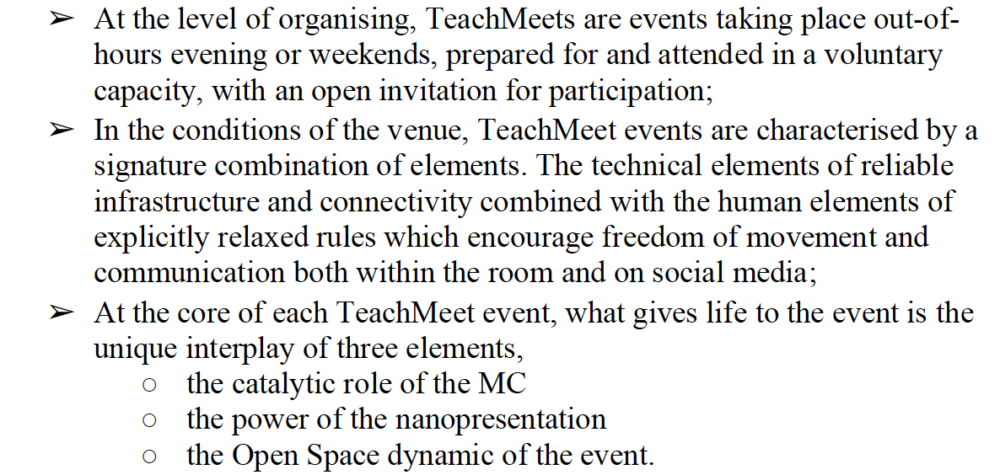 ➢ At the level of organising, TeachMeets are events taking place out-of-
hours evening or weekends, prepared for and attended in a voluntary
capacity, with an open invitation for participation;
➢ In the conditions of the venue, TeachMeet events are characterised by a
signature combination of elements. The technical elements of reliable
infrastructure and connectivity combined with the human elements of
explicitly relaxed rules which encourage freedom of movement and
communication both within the room and on social media;
➢ At the core of each TeachMeet event, what gives life to the event is the
unique interplay of three elements,
○ the catalytic role of the MC
○ the power of the nanopresentation
○ the Open Space dynamic of the event.